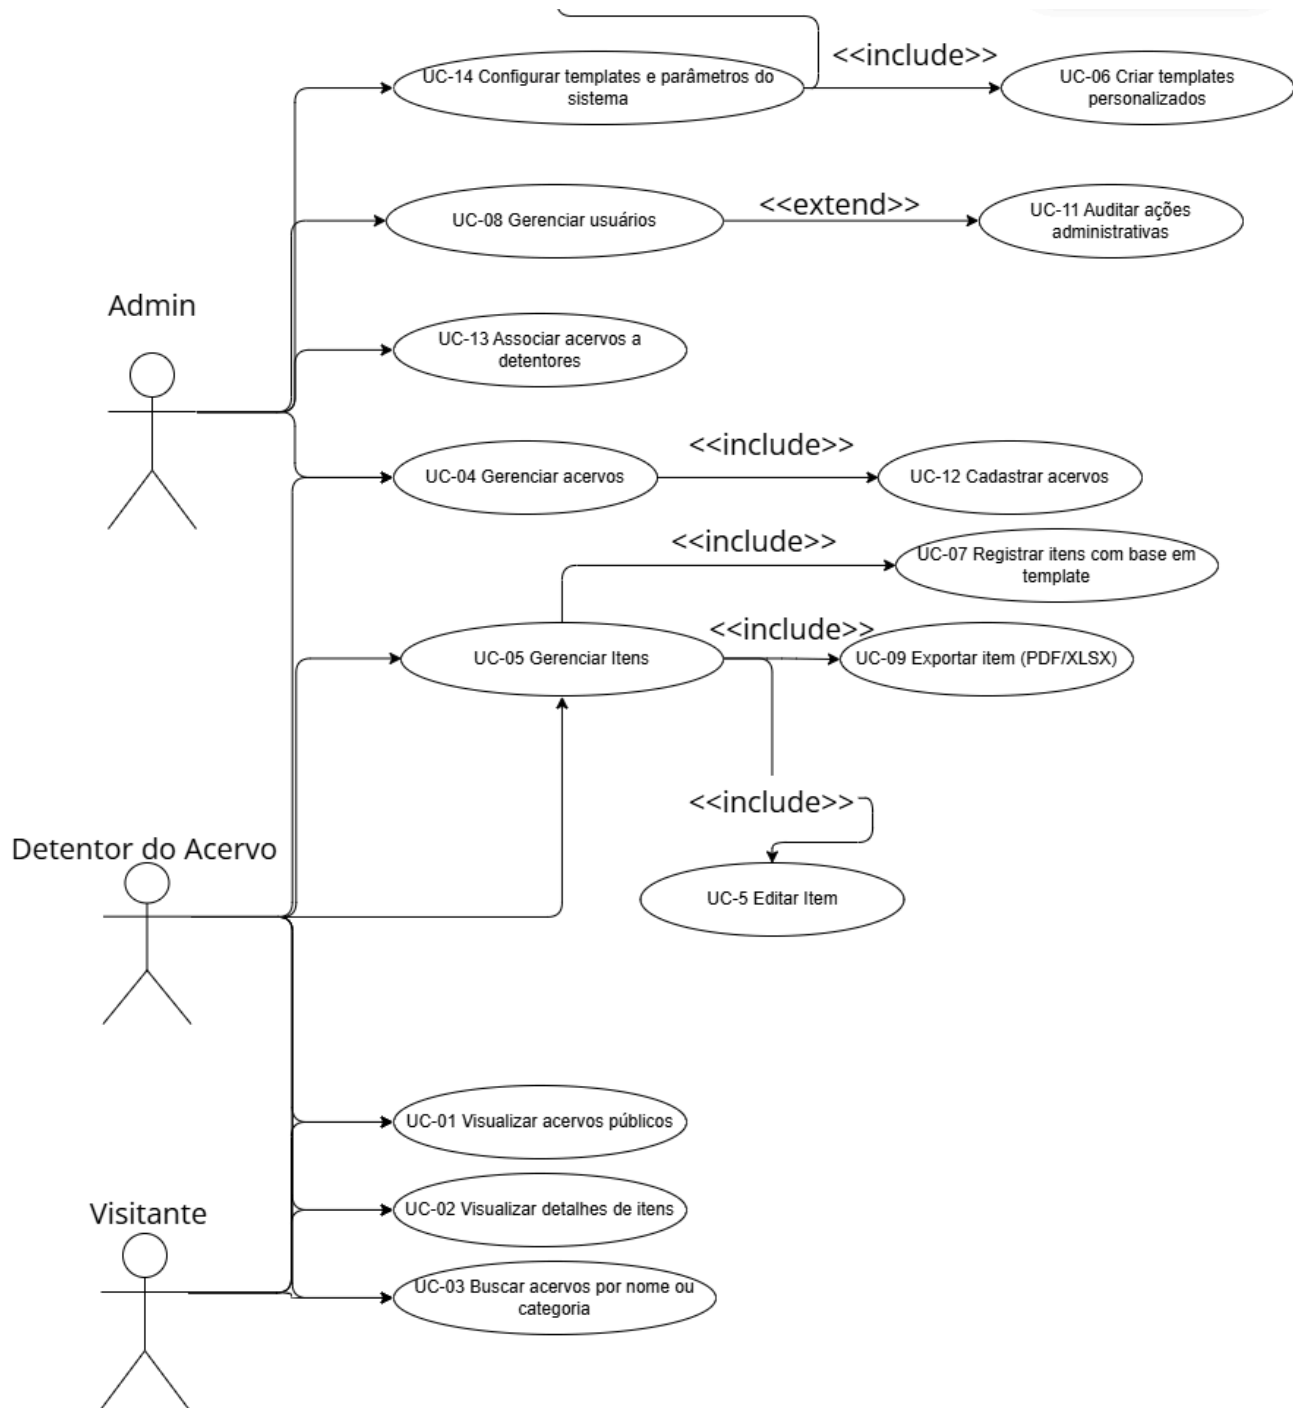 <<include>>
UC-14 Configurar templates e parâmetros do
sistema
UC-06 Criar templates
personalizados
<<extend>>
UC-08 Gerenciar usuários
UC-11 Auditar ações
administrativas
Admin
UC-13 Associar acervos a
detentores
<<include>>
UC-04 Gerenciar acervos
UC-12 Cadastrar acervos
<<include>>
UC-07 Registrar itens com base em
template
<<include>>
UC-05 Gerenciar Itens
UC-09 Exportar item (PDF/XLSX)
<<include>>
Detentor do Acervo
UC-5 Editar Item
UC-01 Visualizar acervos públicos
UC-02 Visualizar detalhes de itens
Visitante
UC-03 Buscar acervos por nome ou
categoria